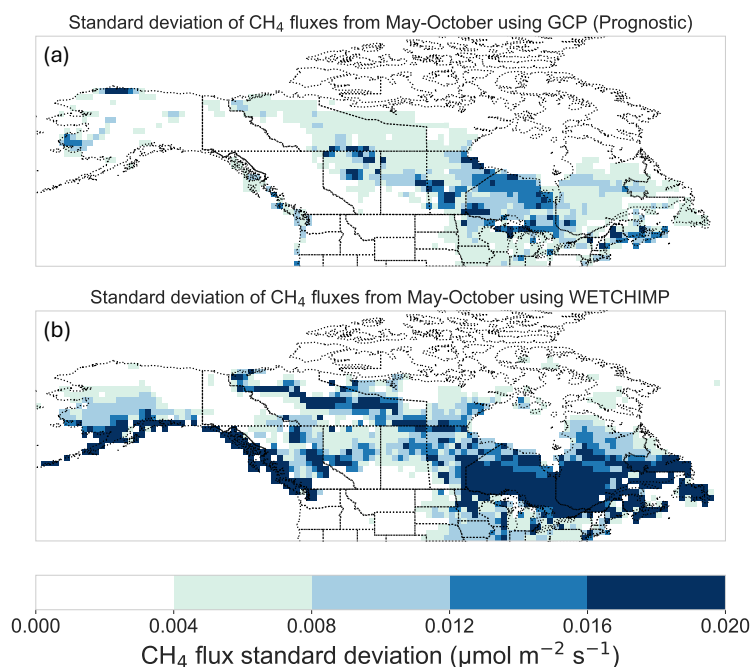 Standard deviation of CH₄ fluxes from May-October using GCP (Prognostic)
(a)
Standard deviation of CH₄ fluxes from May-October using WETCHIMP
(b)
0.000 0.004 0.008 0.012 0.016 0.020
CH₄ flux standard deviation (μmol m⁻² s⁻¹)